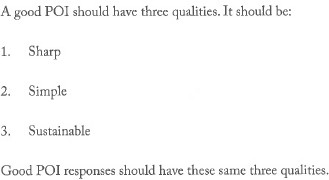 A good POI should have three qualities. It should be:
1. Sharp
2. Simple
3. Sustainable
Good POI responses should have these same three qualities.